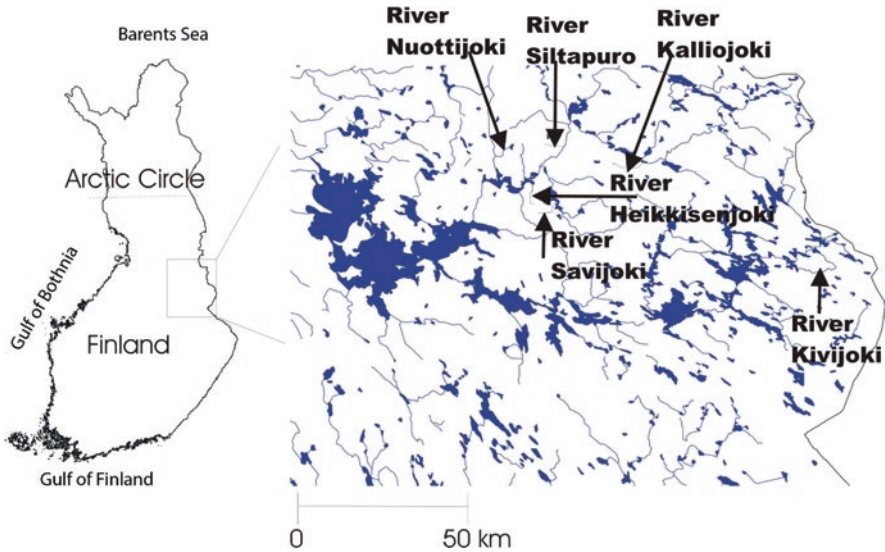 Barents Sea
Arctic Circle
Gulf of Bothnia
Finland
Gulf of Finland
River
Nuottijoki
River
Siltapuro
River
Kalliojoki
River
Heikkisenjoki
River
Savijoki
River
Kivijoki
0
50 km